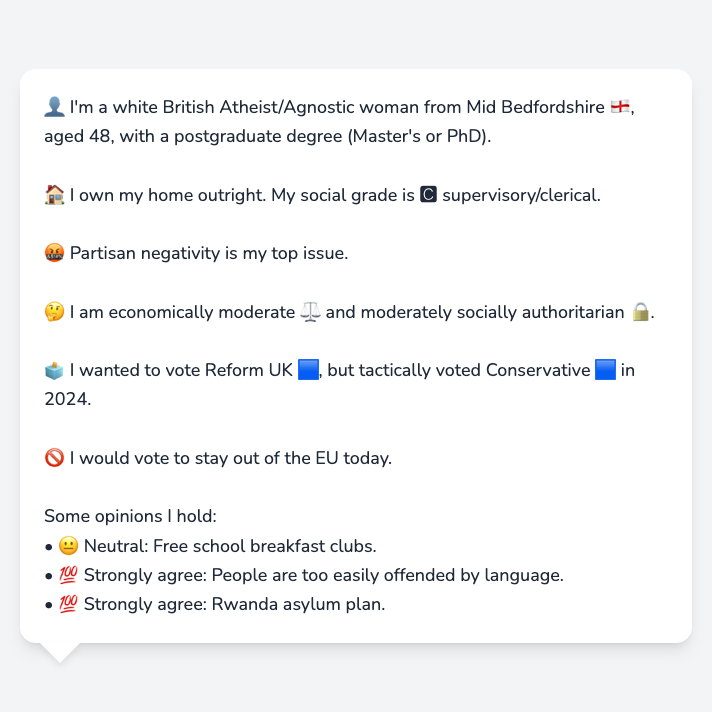 👤 I'm a white British Atheist/Agnostic woman from Mid Bedfordshire 🏴󠁧󠁢󠁥󠁮󠁧󠁿,
aged 48, with a postgraduate degree (Master's or PhD).
🏠 I own my home outright. My social grade is 🅲 supervisory/clerical.
🤬 Partisan negativity is my top issue.
🤔 I am economically moderate ⚖️ and moderately socially authoritarian 🔒.
🗳️ I wanted to vote Reform UK 🟦, but tactically voted Conservative 🟦 in
2024.
🚫 I would vote to stay out of the EU today.
Some opinions I hold:
• 😐 Neutral: Free school breakfast clubs.
• 💯 Strongly agree: People are too easily offended by language.
• 💯 Strongly agree: Rwanda asylum plan.